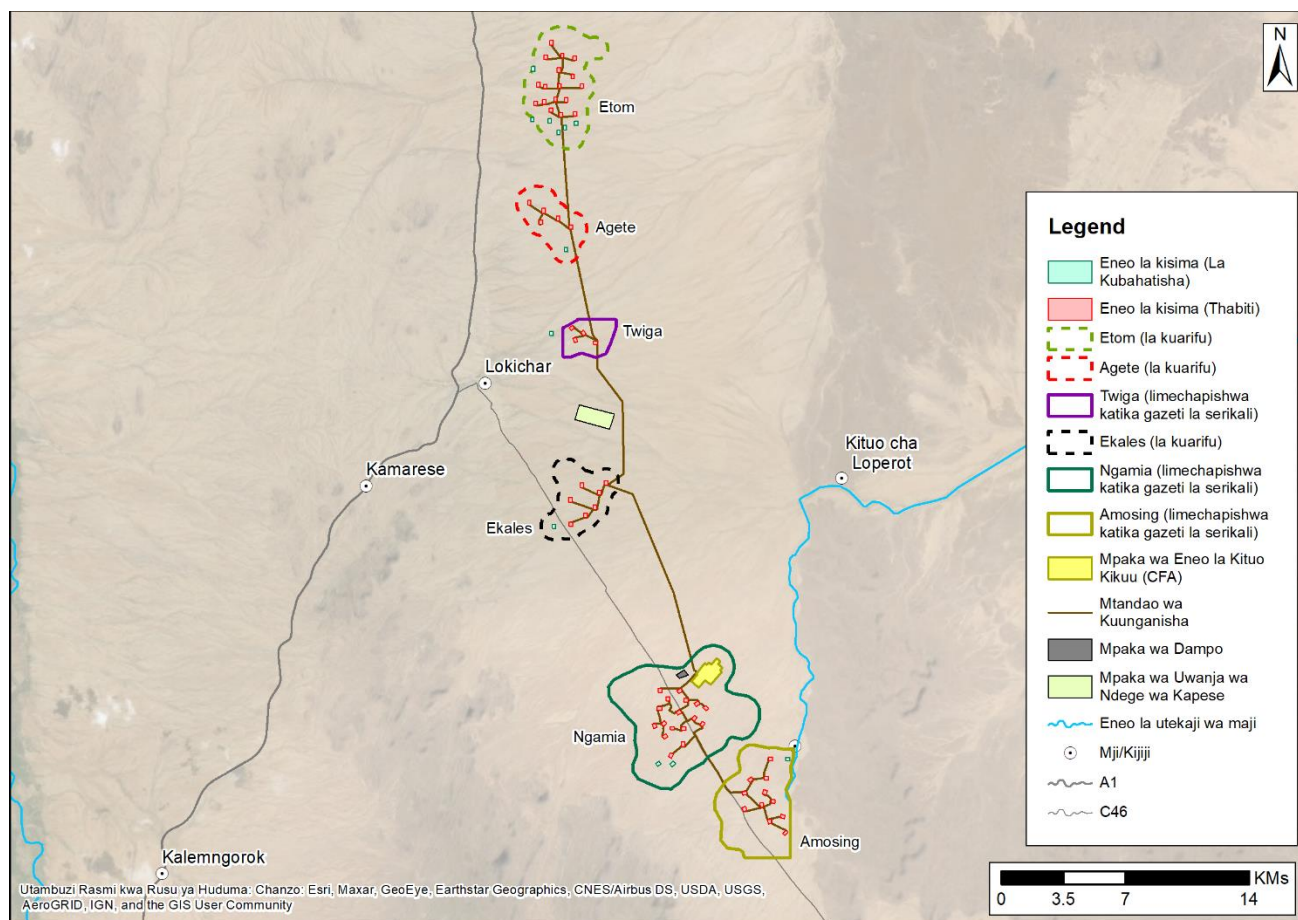 N
Etom
Agete
Twiga
Lokichar
Kamarese
Kituo cha
Loperot
Ekales
Ngamia
Amosing
Kalemngorok
Legend
Eneo la kisima (La
Kubahatisha)
Eneo la kisima (Thabiti)
Etom (la kuarifu)
Agete (la kuarifu)
Twiga (limechapishwa
katika gazeti la serikali)
Ekales (la kuarifu)
Ngamia (limechapishwa
katika gazeti la serikali)
Amosing (limechapishwa
katika gazeti la serikali)
Mpaka wa Eneo la Kituo
Kikuu (CFA)
Mtandao wa
Kuunganisha
Mpaka wa Dampo
Mpaka wa Uwanja wa
Ndege wa Kapese
Eneo la utekaji wa maji
Mji/Kijiji
A1
C46
Utambuzi Rasmi kwa Rusu ya Huduma: Chanzo: Esri, Maxar, GeoEye, Earthstar Geographics, CNES/Airbus DS, USDA, USGS,
AeroGRID, IGN, and the GIS User Community
KMs
0 3.5 7 14